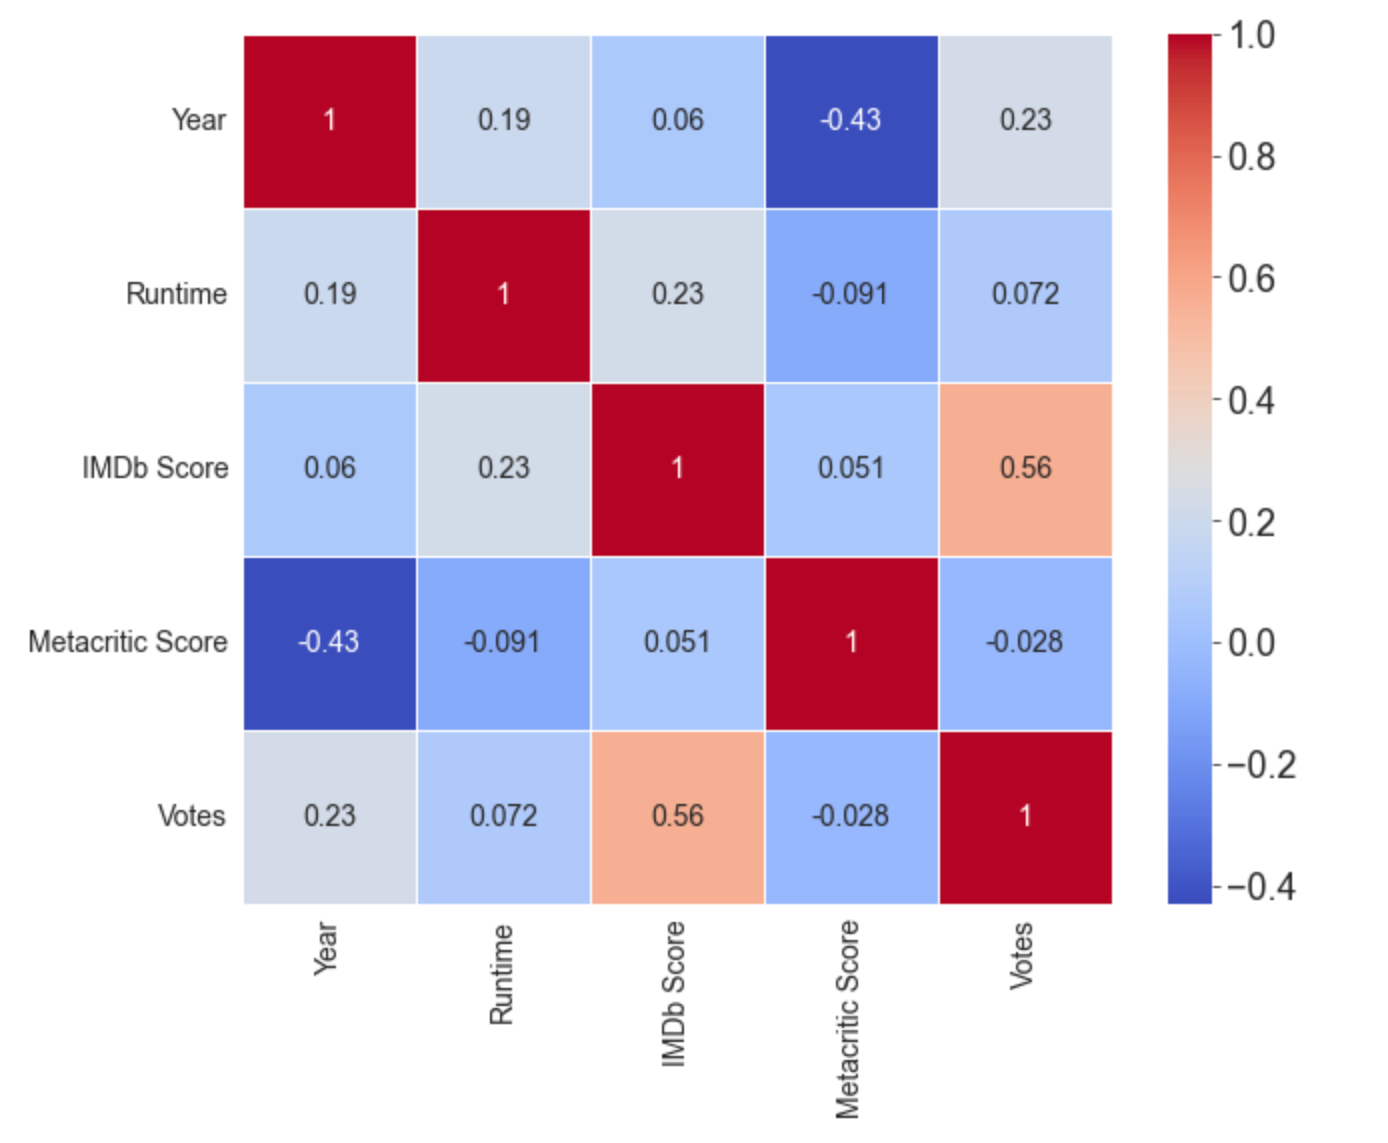 Year 1 0.19 0.06 -0.43 0.23
Runtime 0.19 1 0.23 -0.091 0.072
IMDb Score 0.06 0.23 1 0.051 0.56
Metacritic Score -0.43 -0.091 0.051 1 -0.028
Votes 0.23 0.072 0.56 -0.028 1
Year Runtime IMDb Score Metacritic Score Votes
1.0
0.8
0.6
0.4
0.2
0.0
−0.2
−0.4